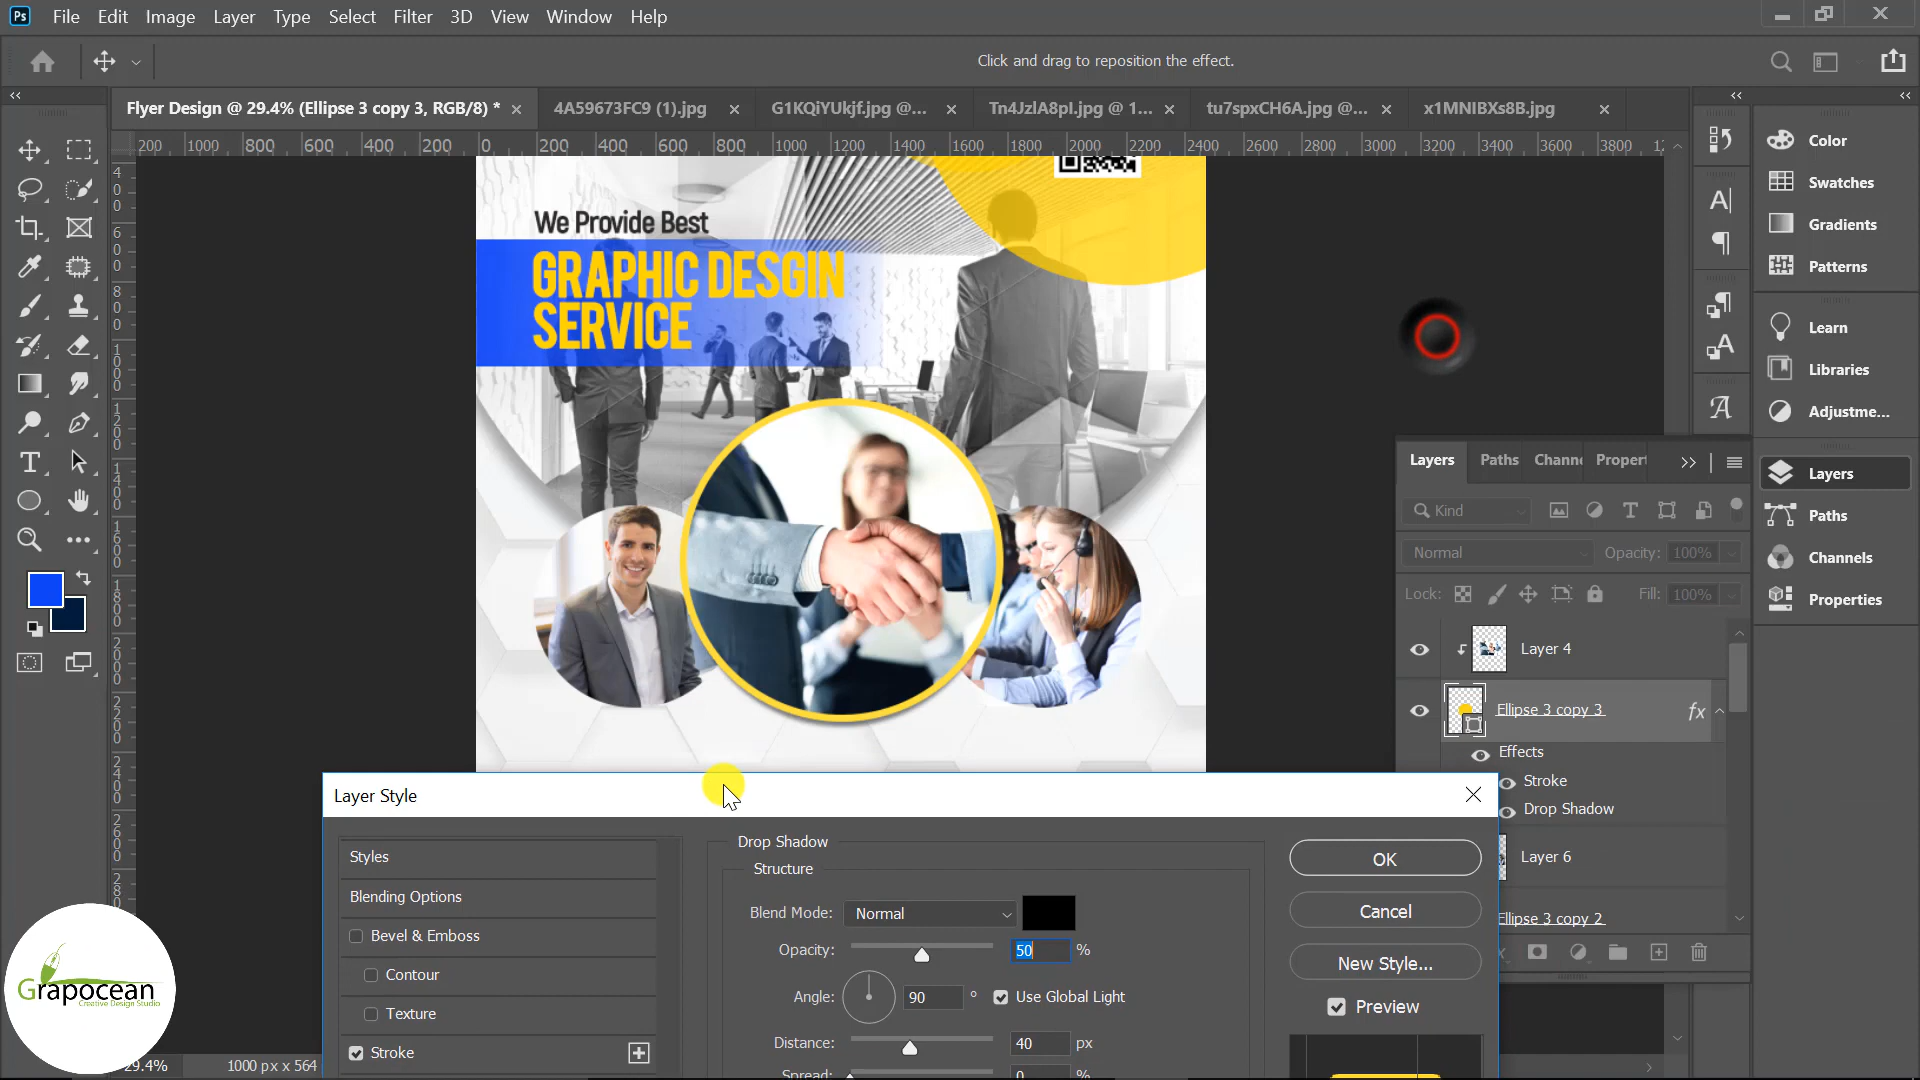 Ps File Edit Image Layer Type Select Filter 3D View Window Help
Click and drag to reposition the effect.
Flyer Design @ 29.4% (Ellipse 3 copy 3, RGB/8) *
4A59673FC9 (1).jpg
G1KQiYUkjf.jpg @...
Tn4JzlA8pI.jpg @ 1...
tu7spxCH6A.jpg @...
x1MNIBXs8B.jpg
200 1000 800 600 400 200 0 200 400 600 800 1000 1200 1400 1600 1800 2000 2200 2400 2600 2800 3000 3200 3400 3600 3800
We Provide Best
GRAPHIC DESGIN
SERVICE
Color
Swatches
Gradients
Patterns
Learn
Libraries
Adjustme...
Layers
Paths
Channels
Properties
Layers Paths Channe Propert
Kind
Normal Opacity: 100%
Lock: Fill: 100%
Layer 4
Ellipse 3 copy 3 fx
Effects
Stroke
Drop Shadow
Layer 6
Ellipse 3 copy 2
Layer Style
Styles
Blending Options
Bevel & Emboss
Contour
Texture
Stroke
Drop Shadow
Structure
Blend Mode: Normal
Opacity: 50 %
Angle: 90 ° Use Global Light
Distance: 40 px
Spread: 0 %
OK
Cancel
New Style...
Preview
Grapocean
Creative Design Studio
29.4% 1000 px x 564